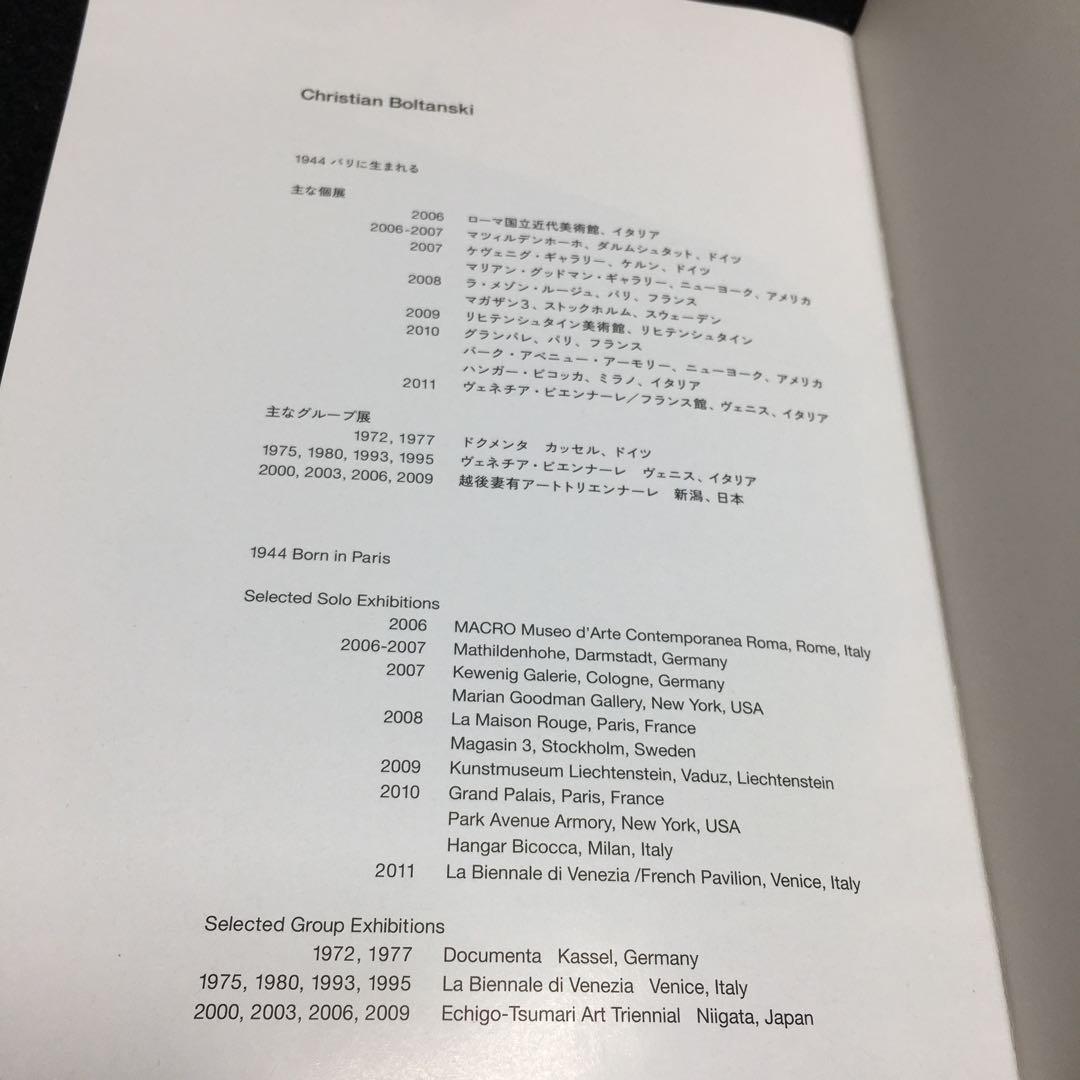 Christian Boltanski
1944 パリに生まれる
主な個展
2006 ローマ国立近代美術館、イタリア
2006-2007 マツィルデンホーホ、ダルムシュタット、ドイツ
2007 ケヴェニグ・ギャラリー、ケルン、ドイツ
マリアン・グッドマン・ギャラリー、ニューヨーク、アメリカ
2008 ラ・メゾン・ルージュ、パリ、フランス
マガザン3、ストックホルム、スウェーデン
2009 リヒテンシュタイン美術館、リヒテンシュタイン
2010 グランパレ、パリ、フランス
パーク・アベニュー・アーモリー、ニューヨーク、アメリカ
ハンガー・ビコッカ、ミラノ、イタリア
2011 ヴェネチア・ビエンナーレ/フランス館、ヴェニス、イタリア
主なグループ展
1972, 1977 ドクメンタ　カッセル、ドイツ
1975, 1980, 1993, 1995 ヴェネチア・ビエンナーレ　ヴェニス、イタリア
2000, 2003, 2006, 2009 越後妻有アートトリエンナーレ　新潟、日本
1944 Born in Paris
Selected Solo Exhibitions
2006 MACRO Museo d'Arte Contemporanea Roma, Rome, Italy
2006-2007 Mathildenhohe, Darmstadt, Germany
2007 Kewenig Galerie, Cologne, Germany
Marian Goodman Gallery, New York, USA
2008 La Maison Rouge, Paris, France
Magasin 3, Stockholm, Sweden
2009 Kunstmuseum Liechtenstein, Vaduz, Liechtenstein
2010 Grand Palais, Paris, France
Park Avenue Armory, New York, USA
Hangar Bicocca, Milan, Italy
2011 La Biennale di Venezia /French Pavilion, Venice, Italy
Selected Group Exhibitions
1972, 1977 Documenta Kassel, Germany
1975, 1980, 1993, 1995 La Biennale di Venezia Venice, Italy
2000, 2003, 2006, 2009 Echigo-Tsumari Art Triennial Niigata, Japan